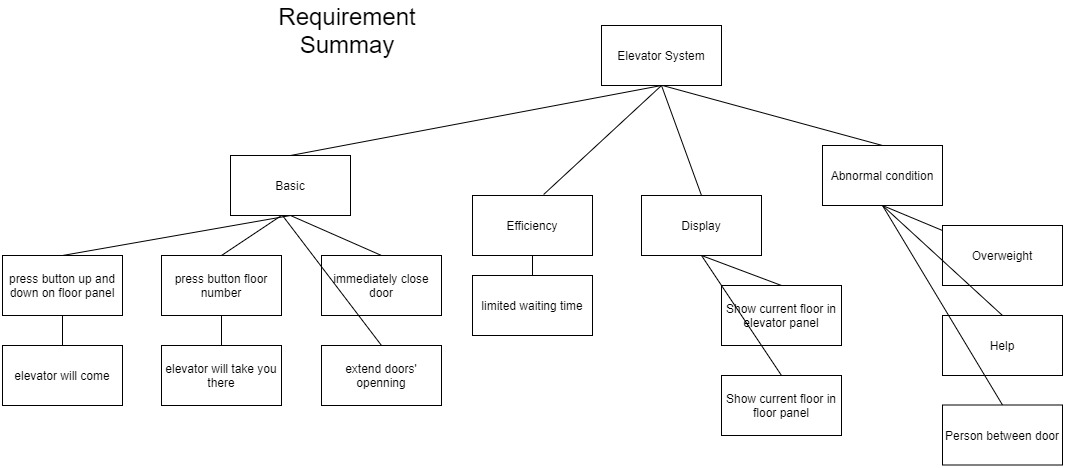 Requirement
Summay
Elevator System
Basic
Abnormal condition
Efficiency
Display
press button up and
down on floor panel
press button floor
number
immediately close
door
limited waiting time
Show current floor in
elevator panel
Overweight
elevator will come
elevator will take you
there
extend doors'
openning
Show current floor in
floor panel
Help
Person between door